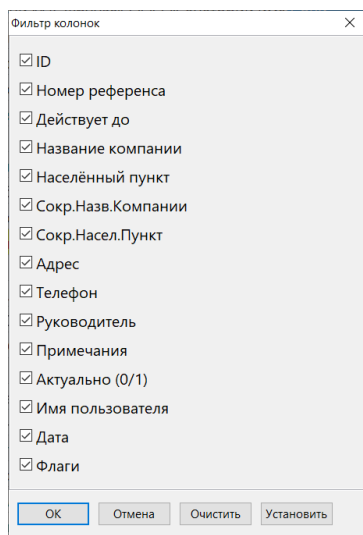 Фильтр колонок
ID
Номер референса
Действует до
Название компании
Населённый пункт
Сокр.Назв.Компании
Сокр.Насел.Пункт
Адрес
Телефон
Руководитель
Примечания
Актуально (0/1)
Имя пользователя
Дата
Флаги
ОК Отмена Очистить Установить